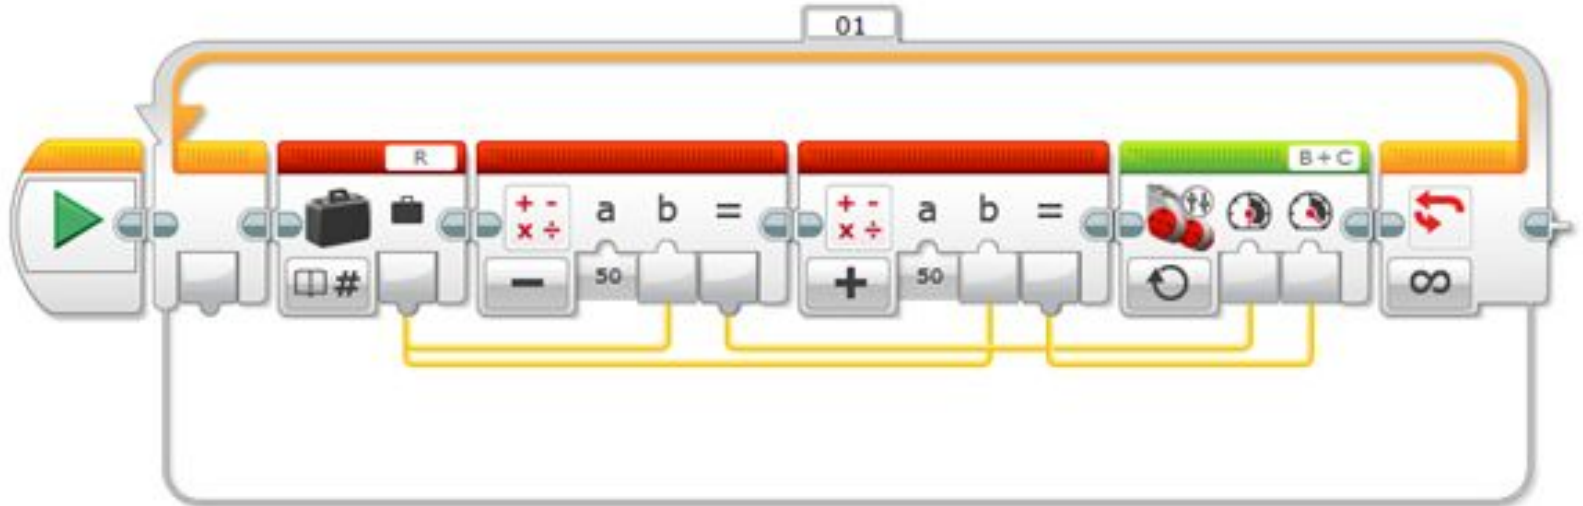 01
R
B + C
+ -
× ÷
a b =
+ -
× ÷
a b =
#
−
50
+
50
∞